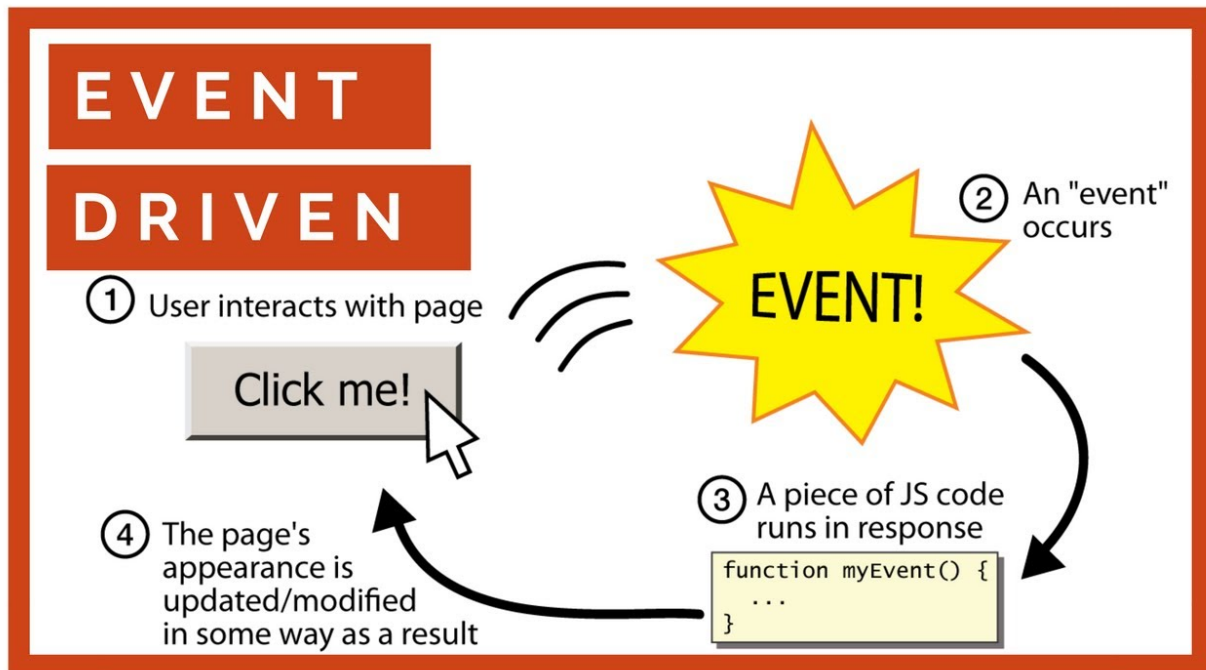 EVENT
DRIVEN
1 User interacts with page
Click me!
EVENT!
2 An "event"
occurs
3 A piece of JS code
runs in response
function myEvent() {
...
}
4 The page's
appearance is
updated/modified
in some way as a result